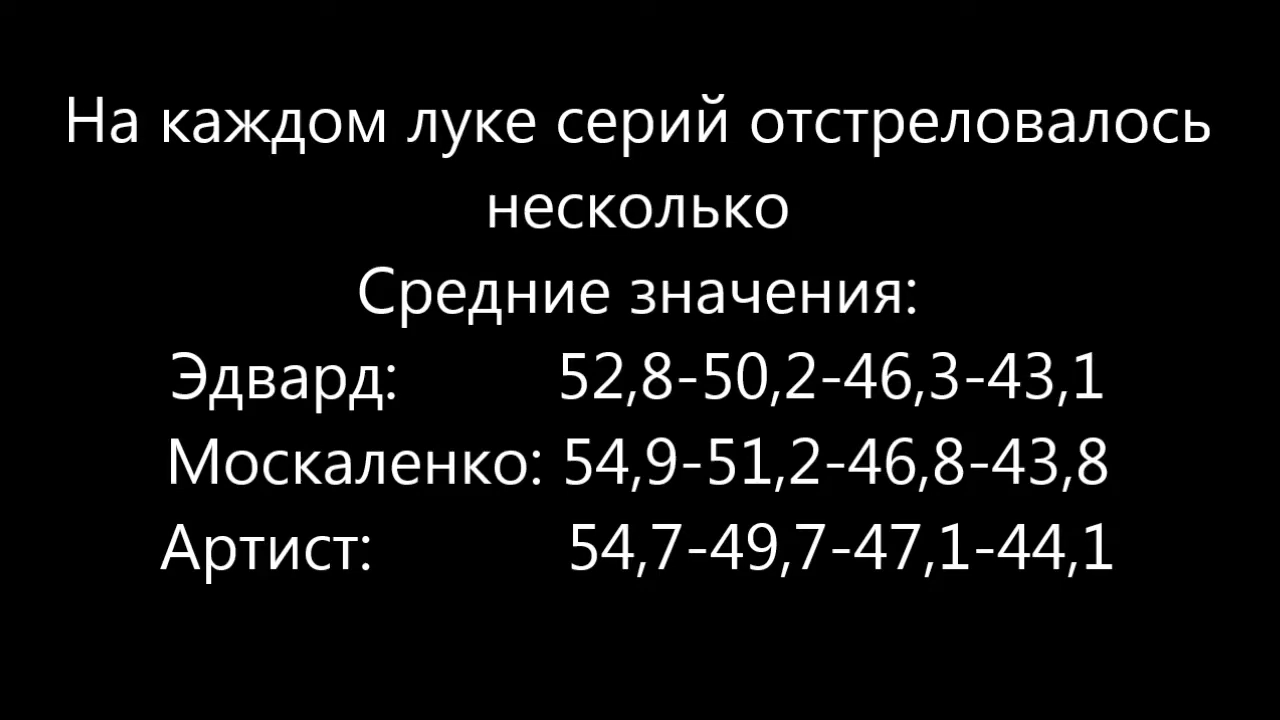 На каждом луке серий отстреловалось
несколько
Средние значения:
Эдвард: 52,8-50,2-46,3-43,1
Москаленко: 54,9-51,2-46,8-43,8
Артист: 54,7-49,7-47,1-44,1